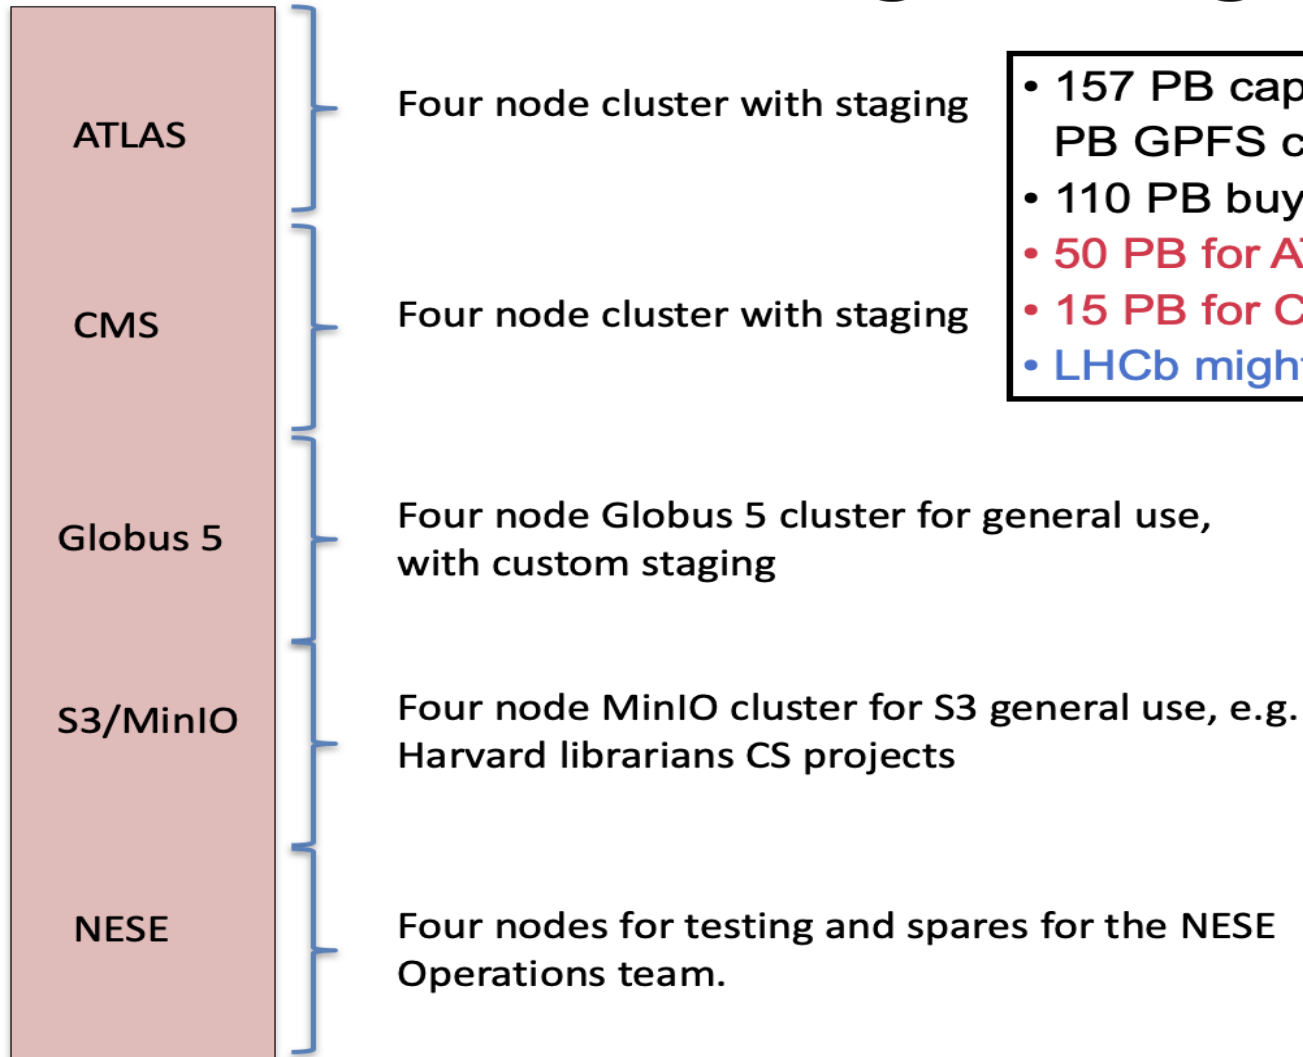 ATLAS
Four node cluster with staging
• 157 PB
PB GPFS
• 110 PB
• 50 PB for
• 15 PB for
• LHCb
CMS
Four node cluster with staging
Globus 5
Four node Globus 5 cluster for general use,
with custom staging
S3/MinIO
Four node MinIO cluster for S3 general use, e.g.
Harvard librarians CS projects
NESE
Four nodes for testing and spares for the NESE
Operations team.